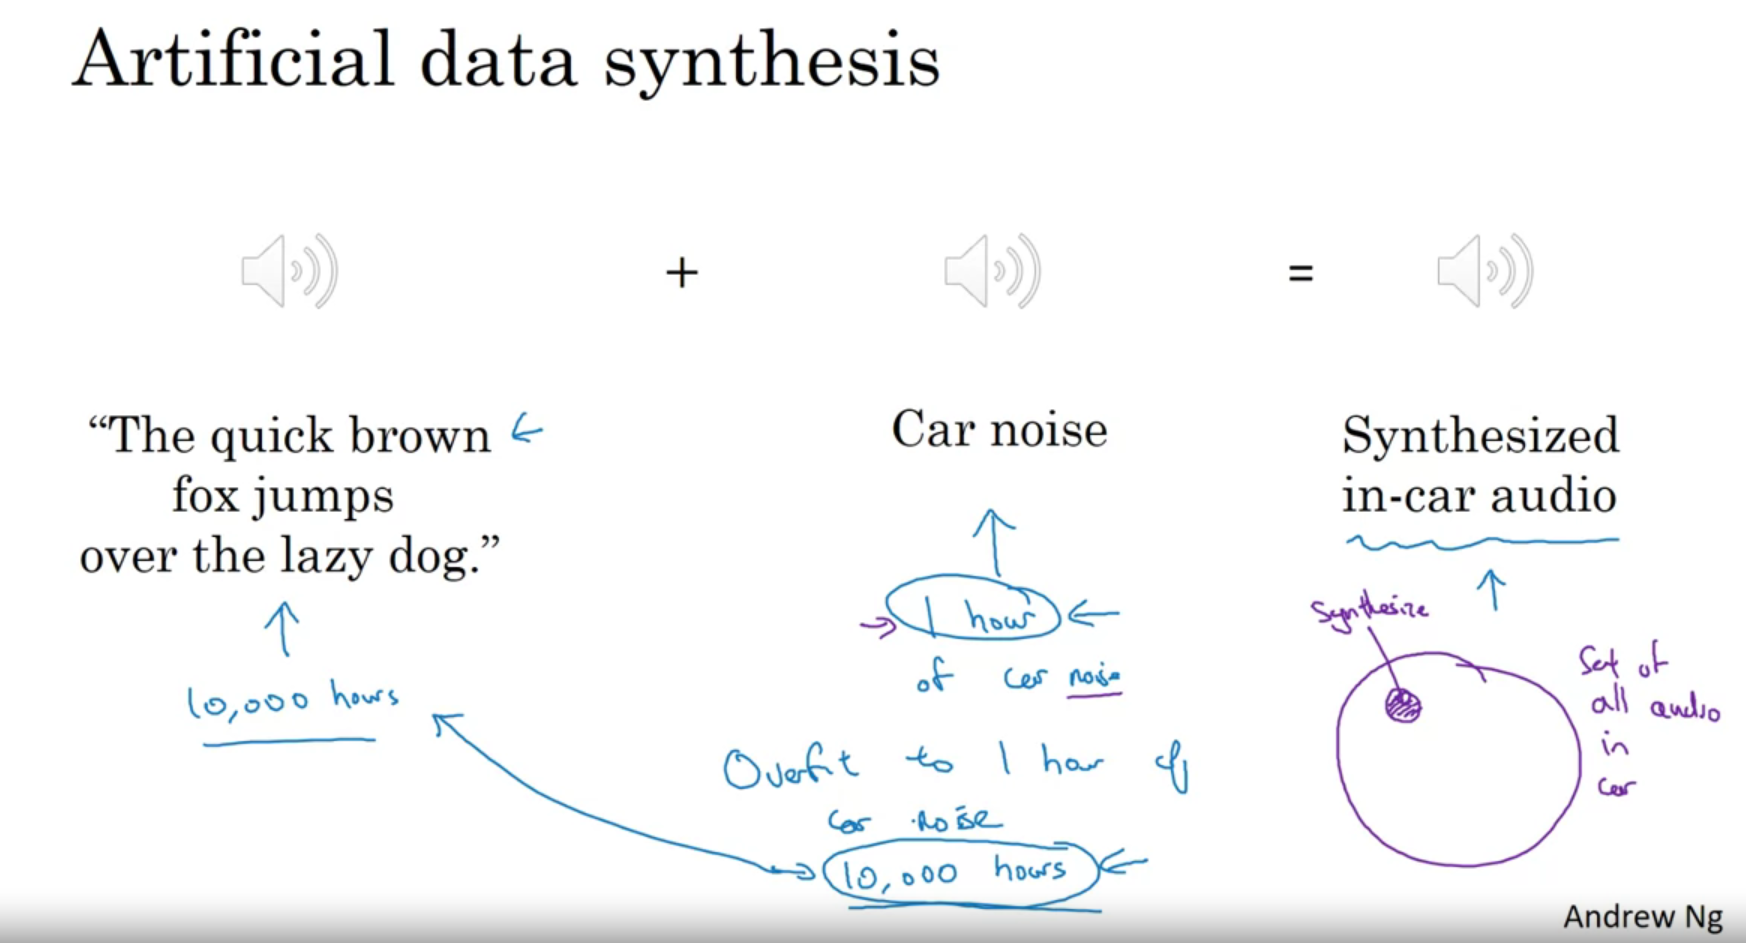 Artificial data synthesis
+
=
“The quick brown
fox jumps
over the lazy dog.”
10,000 hours
Car noise
1 hour
of car noise
Overfit to 1 hour of
car noise
10,000 hours
Synthesized
in-car audio
Synthesize
Set of
all audio
in
car
Andrew Ng